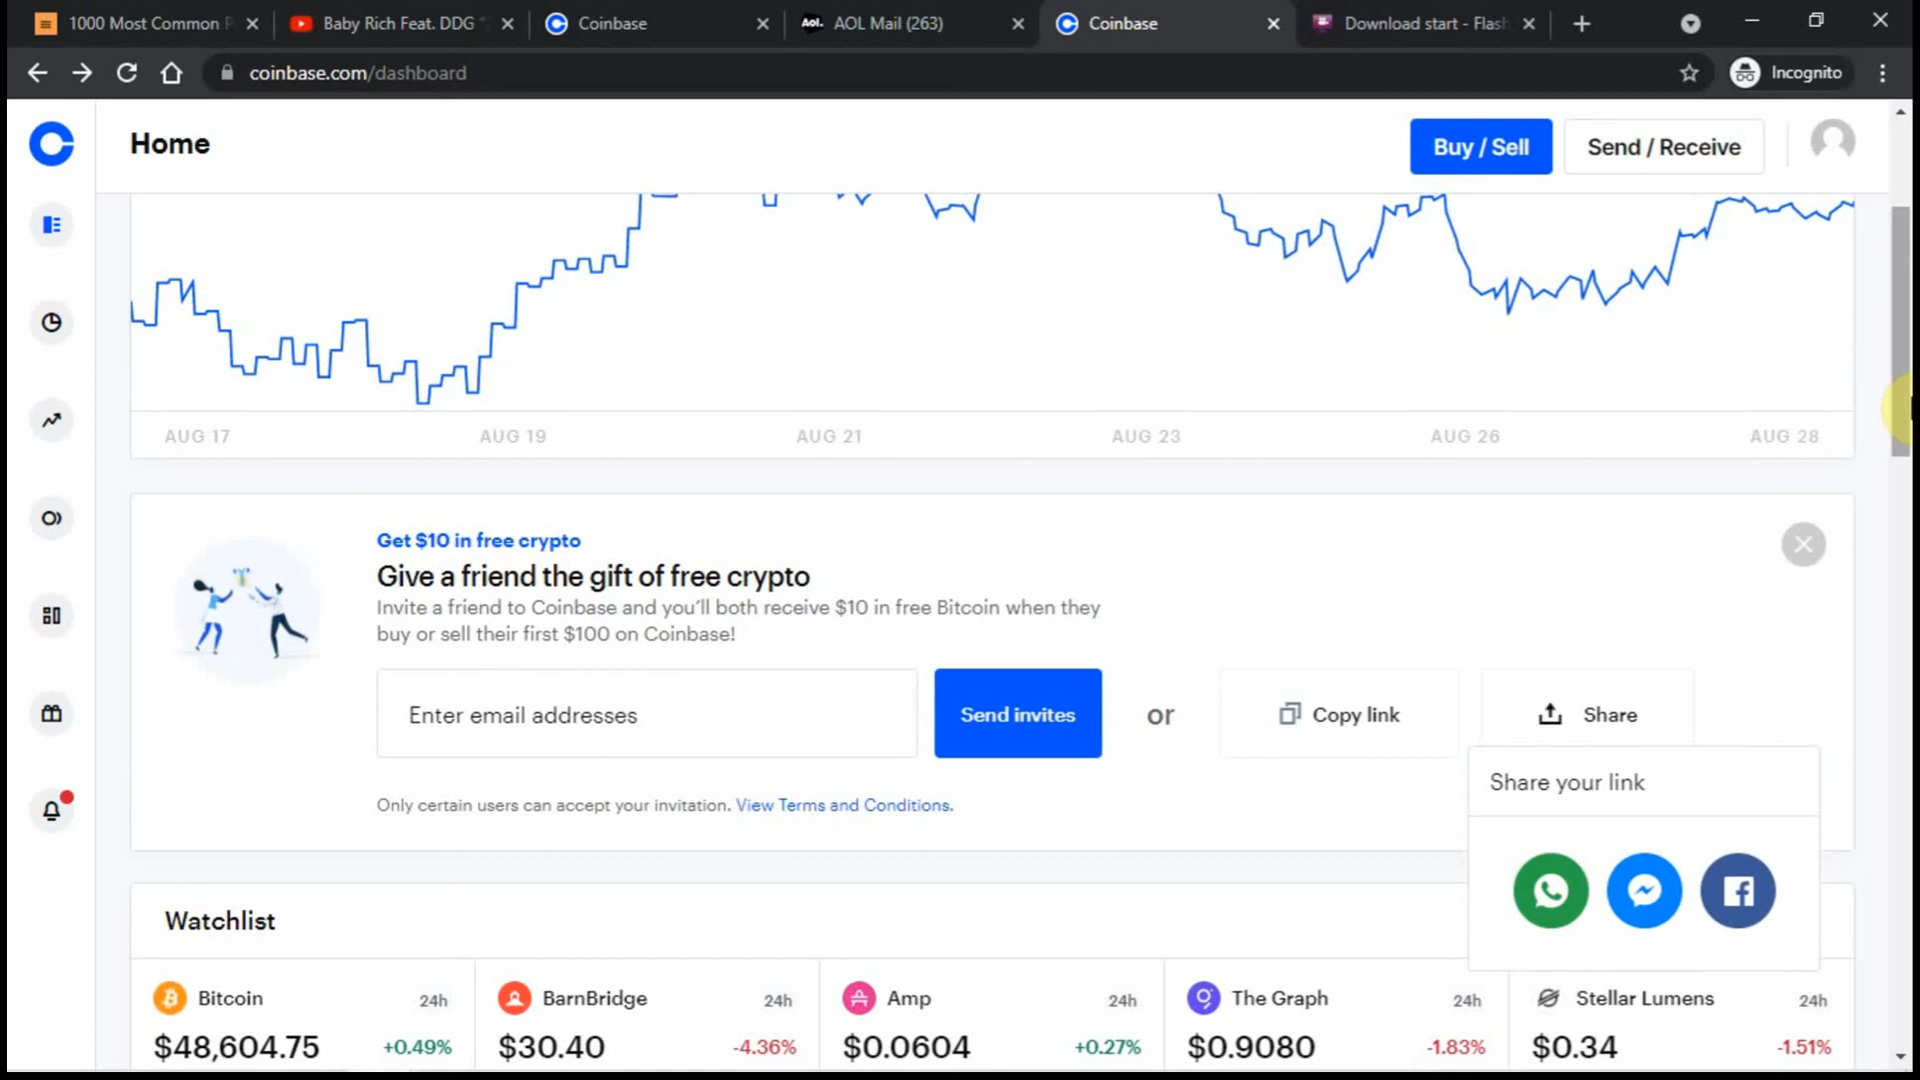 1000 Most Common P
Baby Rich Feat. DDG "
Coinbase
Aol.
AOL Mail (263)
Coinbase
Download start - Flash
coinbase.com/dashboard
Incognito
Home
Buy / Sell
Send / Receive
AUG 17
AUG 19
AUG 21
AUG 23
AUG 26
AUG 28
Get $10 in free crypto
Give a friend the gift of free crypto
Invite a friend to Coinbase and you'll both receive $10 in free Bitcoin when they
buy or sell their first $100 on Coinbase!
Enter email addresses
Send invites
or
Copy link
Share
Only certain users can accept your invitation. View Terms and Conditions.
Share your link
Watchlist
Bitcoin 24h
$48,604.75 +0.49%
BarnBridge 24h
$30.40 -4.36%
Amp 24h
$0.0604 +0.27%
The Graph 24h
$0.9080 -1.83%
Stellar Lumens 24h
$0.34 -1.51%